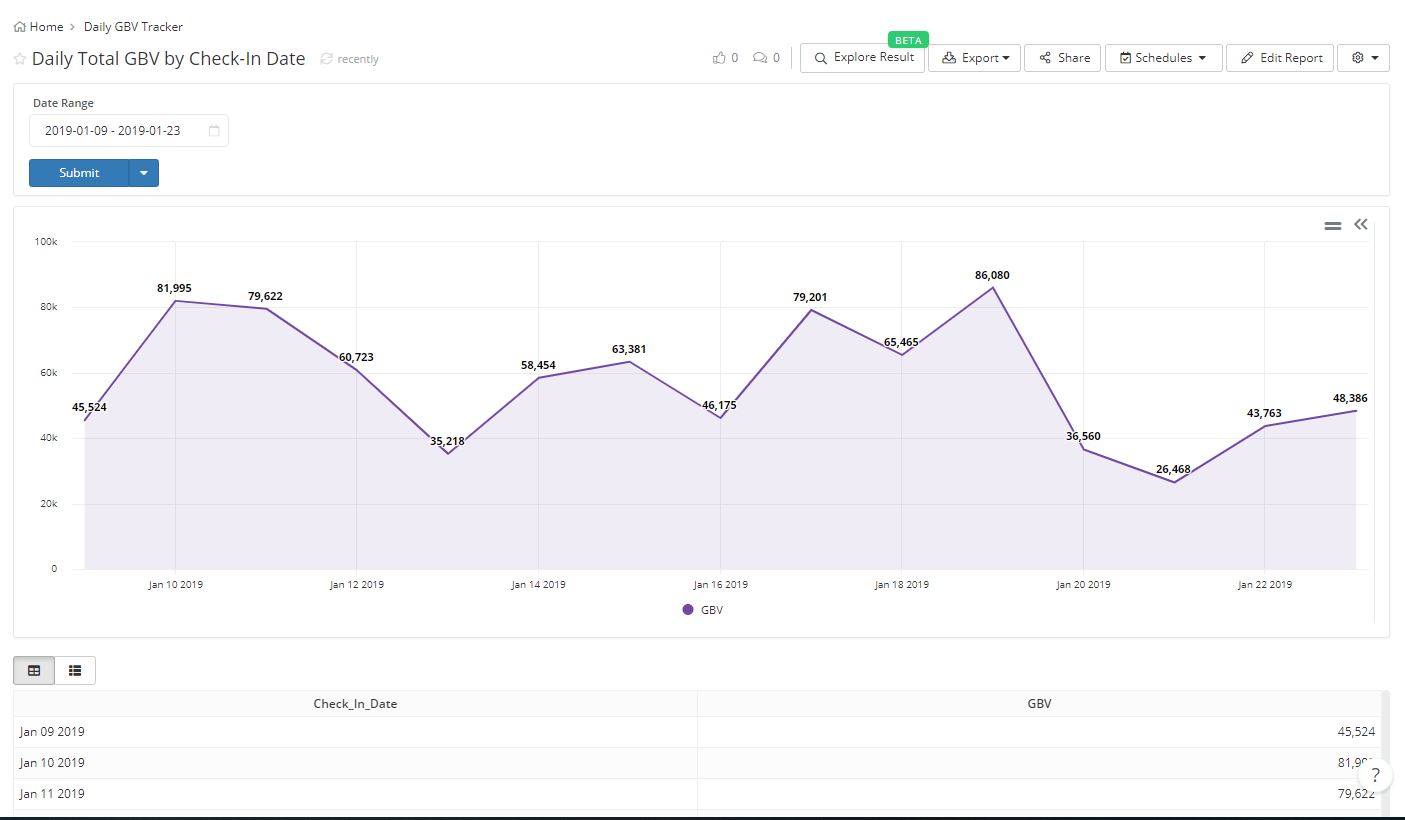 Home > Daily GBV Tracker
Daily Total GBV by Check-In Date recently 0 0 BETA Explore Result Export Share Schedules Edit Report
Date Range
2019-01-09 - 2019-01-23
Submit
100k
80k
60k
40k
20k
0
45,524
81,995
79,622
60,723
35,218
58,454
63,381
46,175
79,201
65,465
86,080
36,560
26,468
43,763
48,386
Jan 10 2019 Jan 12 2019 Jan 14 2019 Jan 16 2019 Jan 18 2019 Jan 20 2019 Jan 22 2019
GBV
Check_In_Date GBV
Jan 09 2019 45,524
Jan 10 2019
Jan 11 2019 79,622
?